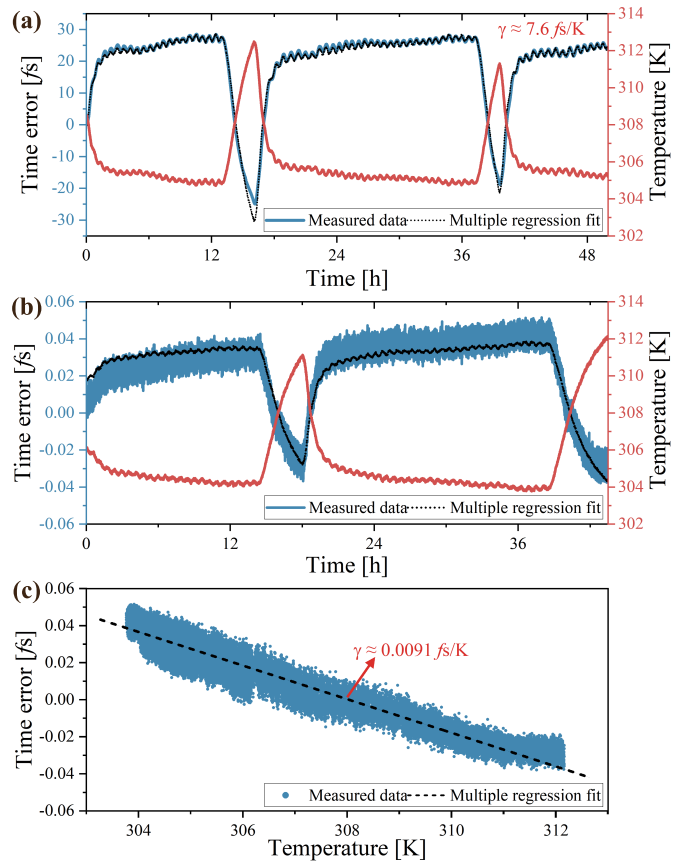 (a)
γ ≈ 7.6 fs/K
30
20
10
0
-10
-20
-30
Time error [fs]
314
312
310
308
306
304
302
Temperature [K]
Measured data
Multiple regression fit
0 12 24 36 48
Time [h]
(b)
0.06
0.04
0.02
0.00
-0.02
-0.04
-0.06
Time error [fs]
314
312
310
308
306
304
302
Temperature [K]
Measured data
Multiple regression fit
0 12 24 36
Time [h]
(c)
0.06
0.04
0.02
0.00
-0.02
-0.04
-0.06
Time error [fs]
γ ≈ 0.0091 fs/K
Measured data
Multiple regression fit
304 306 308 310 312
Temperature [K]